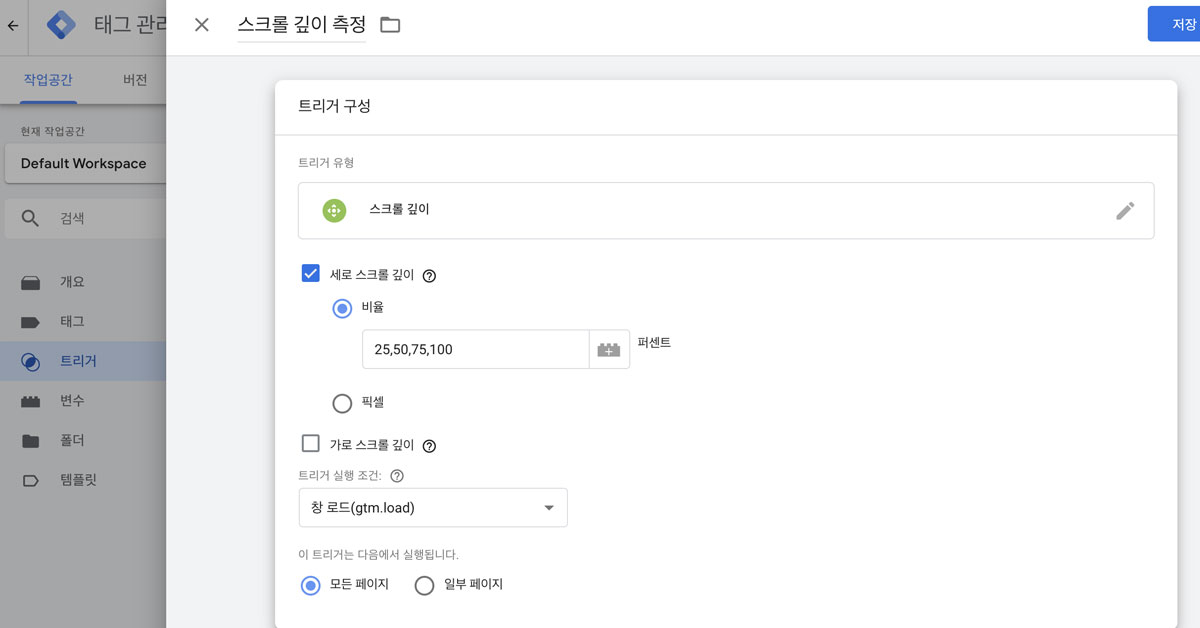 태그 관리
스크롤 깊이 측정
저장
작업공간
버전
현재 작업공간
Default Workspace
검색
개요
태그
트리거
변수
폴더
템플릿
트리거 구성
트리거 유형
스크롤 깊이
세로 스크롤 깊이
비율
25,50,75,100
퍼센트
픽셀
가로 스크롤 깊이
트리거 실행 조건:
창 로드(gtm.load)
이 트리거는 다음에서 실행됩니다.
모든 페이지
일부 페이지